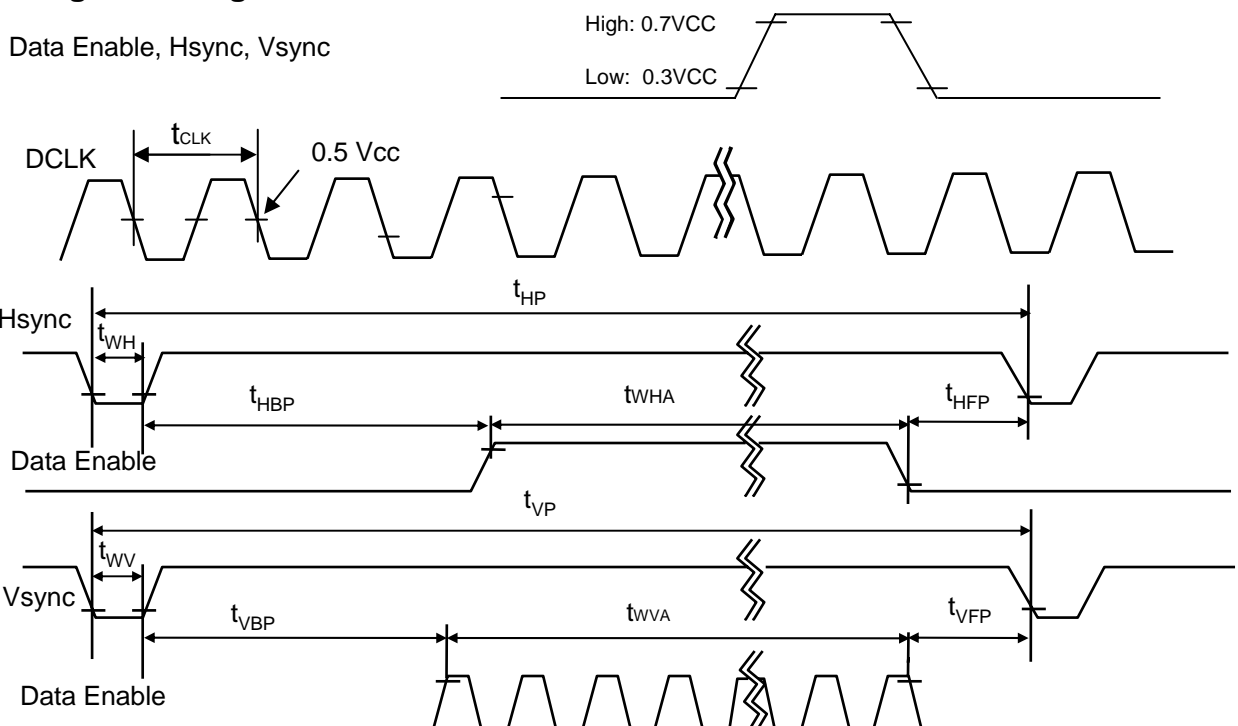 Data Enable, Hsync, Vsync
High: 0.7VCC
Low: 0.3VCC
tCLK
0.5 Vcc
DCLK
tHP
Hsync
tWH
tHBP
tWHA
tHFP
Data Enable
tVP
tWV
Vsync
tVBP
tWVA
tVFP
Data Enable